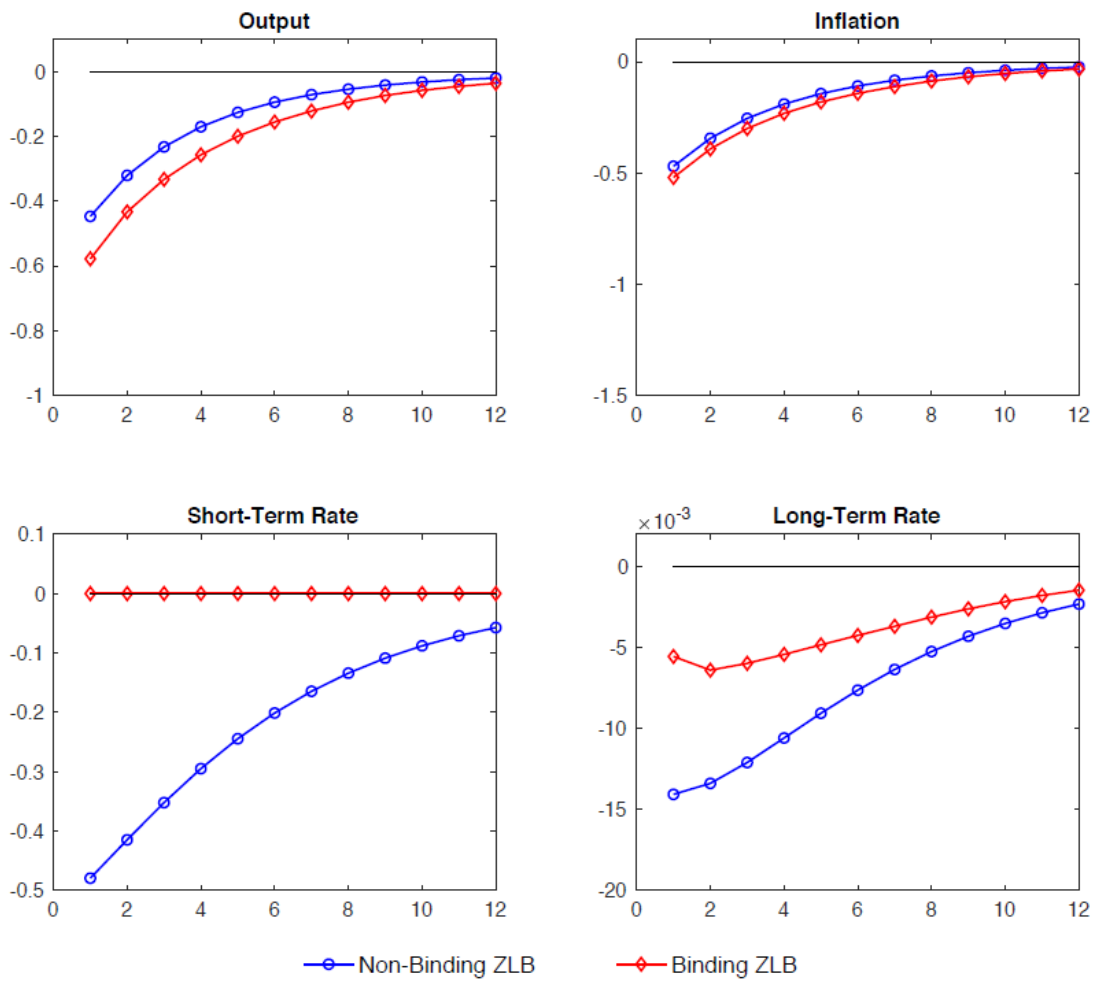 Output
0
-0.2
-0.4
-0.6
-0.8
-1
0 2 4 6 8 10 12
Inflation
0
-0.5
-1
-1.5
0 2 4 6 8 10 12
Short-Term Rate
0.1
0
-0.1
-0.2
-0.3
-0.4
-0.5
0 2 4 6 8 10 12
Long-Term Rate
×10⁻³
0
-5
-10
-15
-20
0 2 4 6 8 10 12
Non-Binding ZLB
Binding ZLB